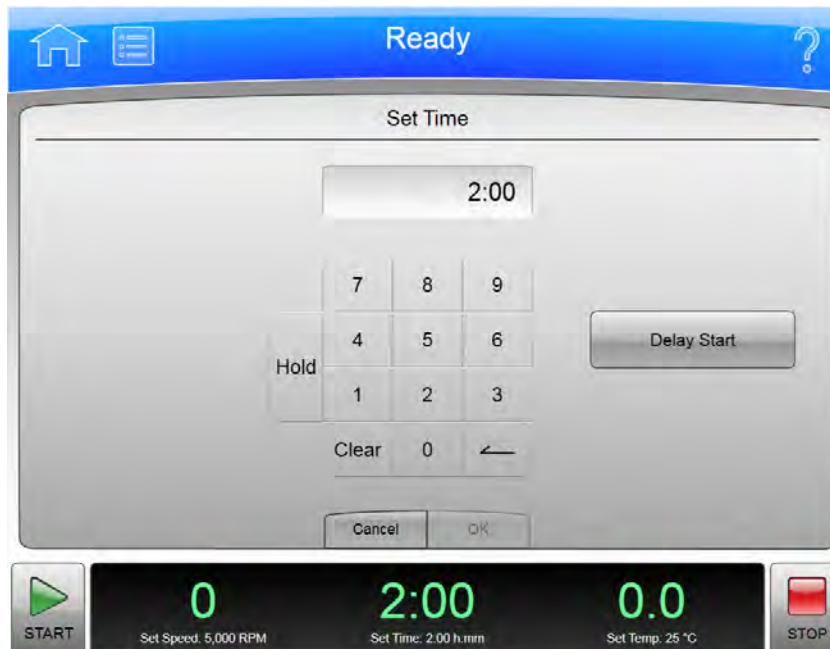 Ready
Set Time
2:00
7 8 9
4 5 6
Hold
1 2 3
Clear 0
Delay Start
Cancel OK
START
0
Set Speed: 5,000 RPM
2:00
Set Time: 2:00 h:mm
0.0
Set Temp: 25 °C
STOP